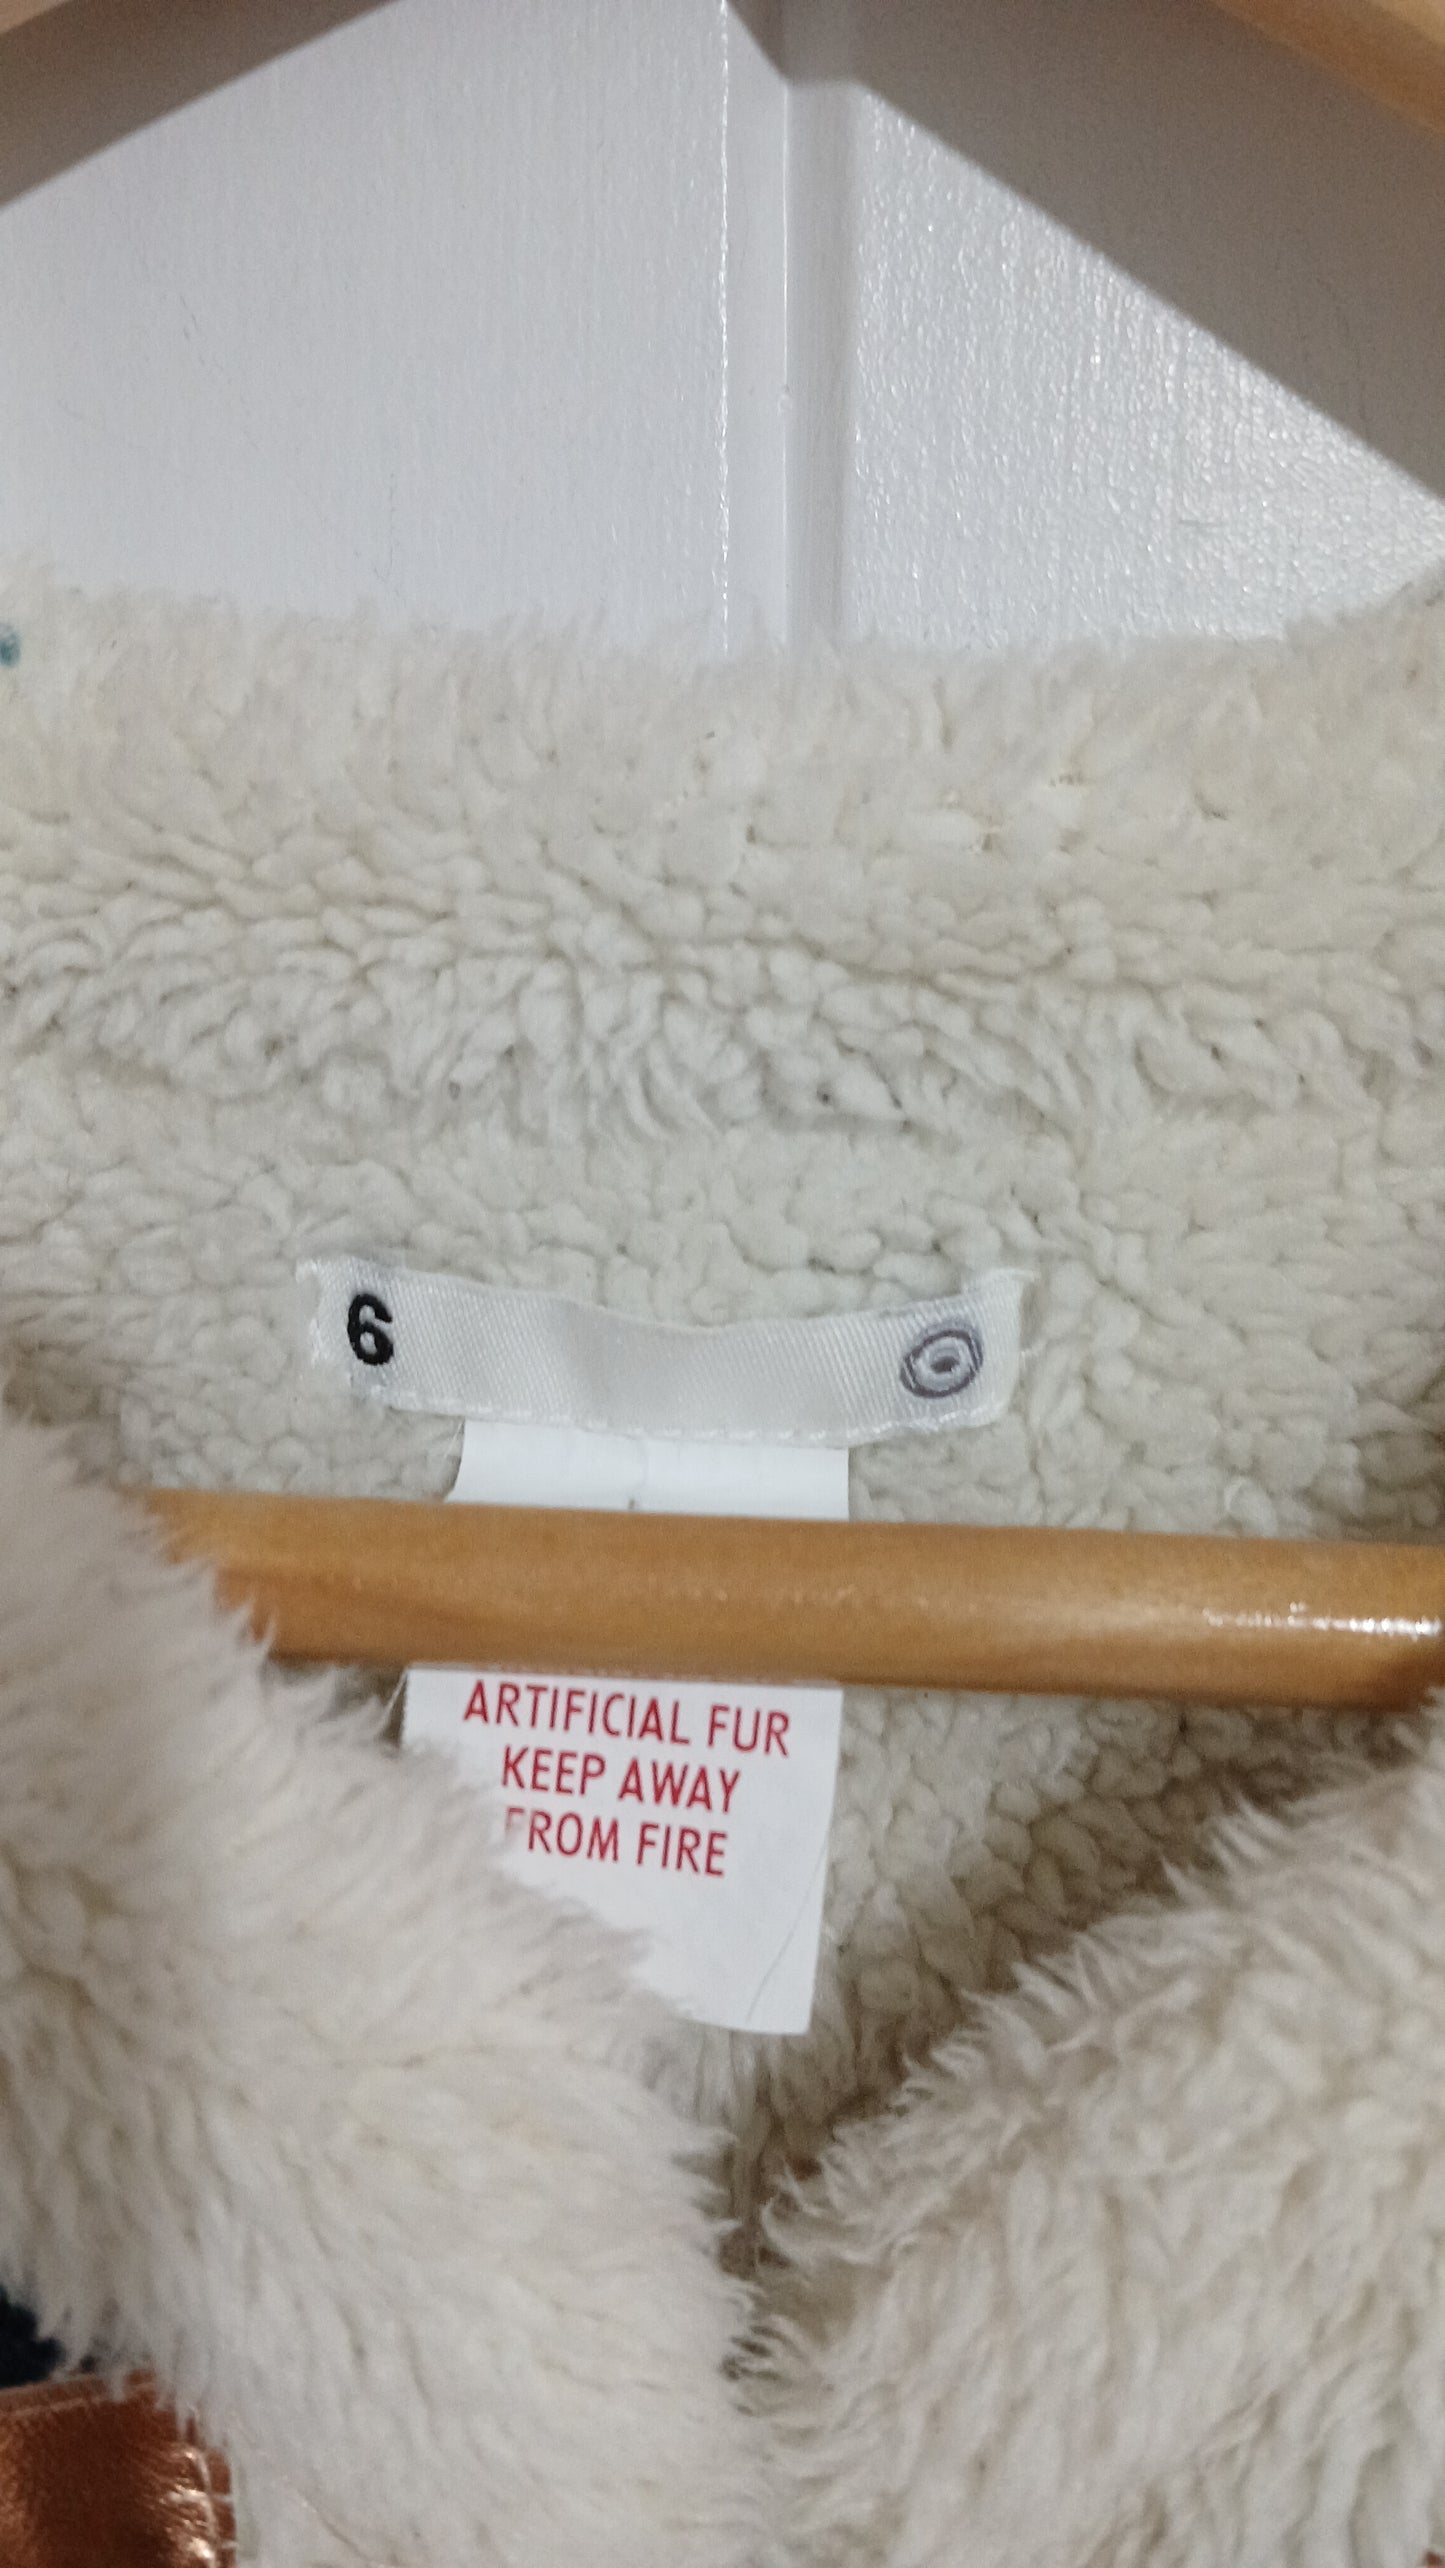 6
ARTIFICIAL FUR
KEEP AWAY
FROM FIRE